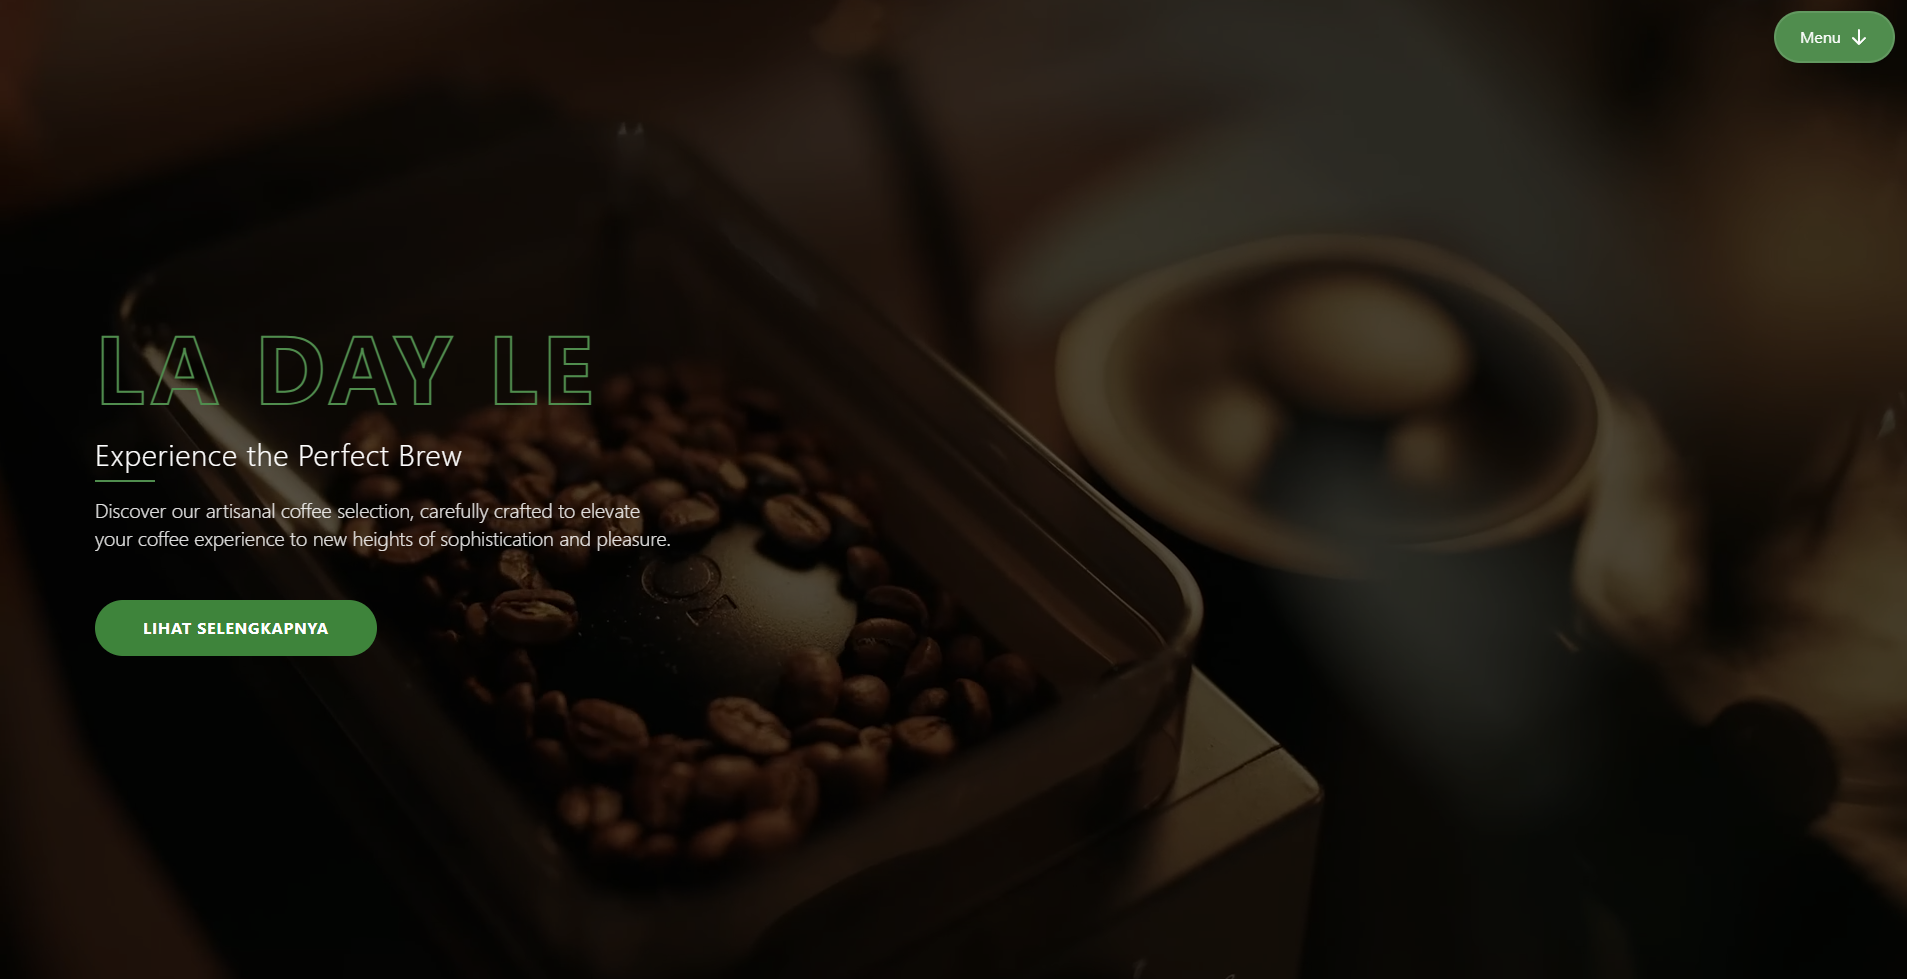 Menu
LA DAY LE
Experience the Perfect Brew
Discover our artisanal coffee selection, carefully crafted to elevate
your coffee experience to new heights of sophistication and pleasure.
LIHAT SELENGKAPNYA